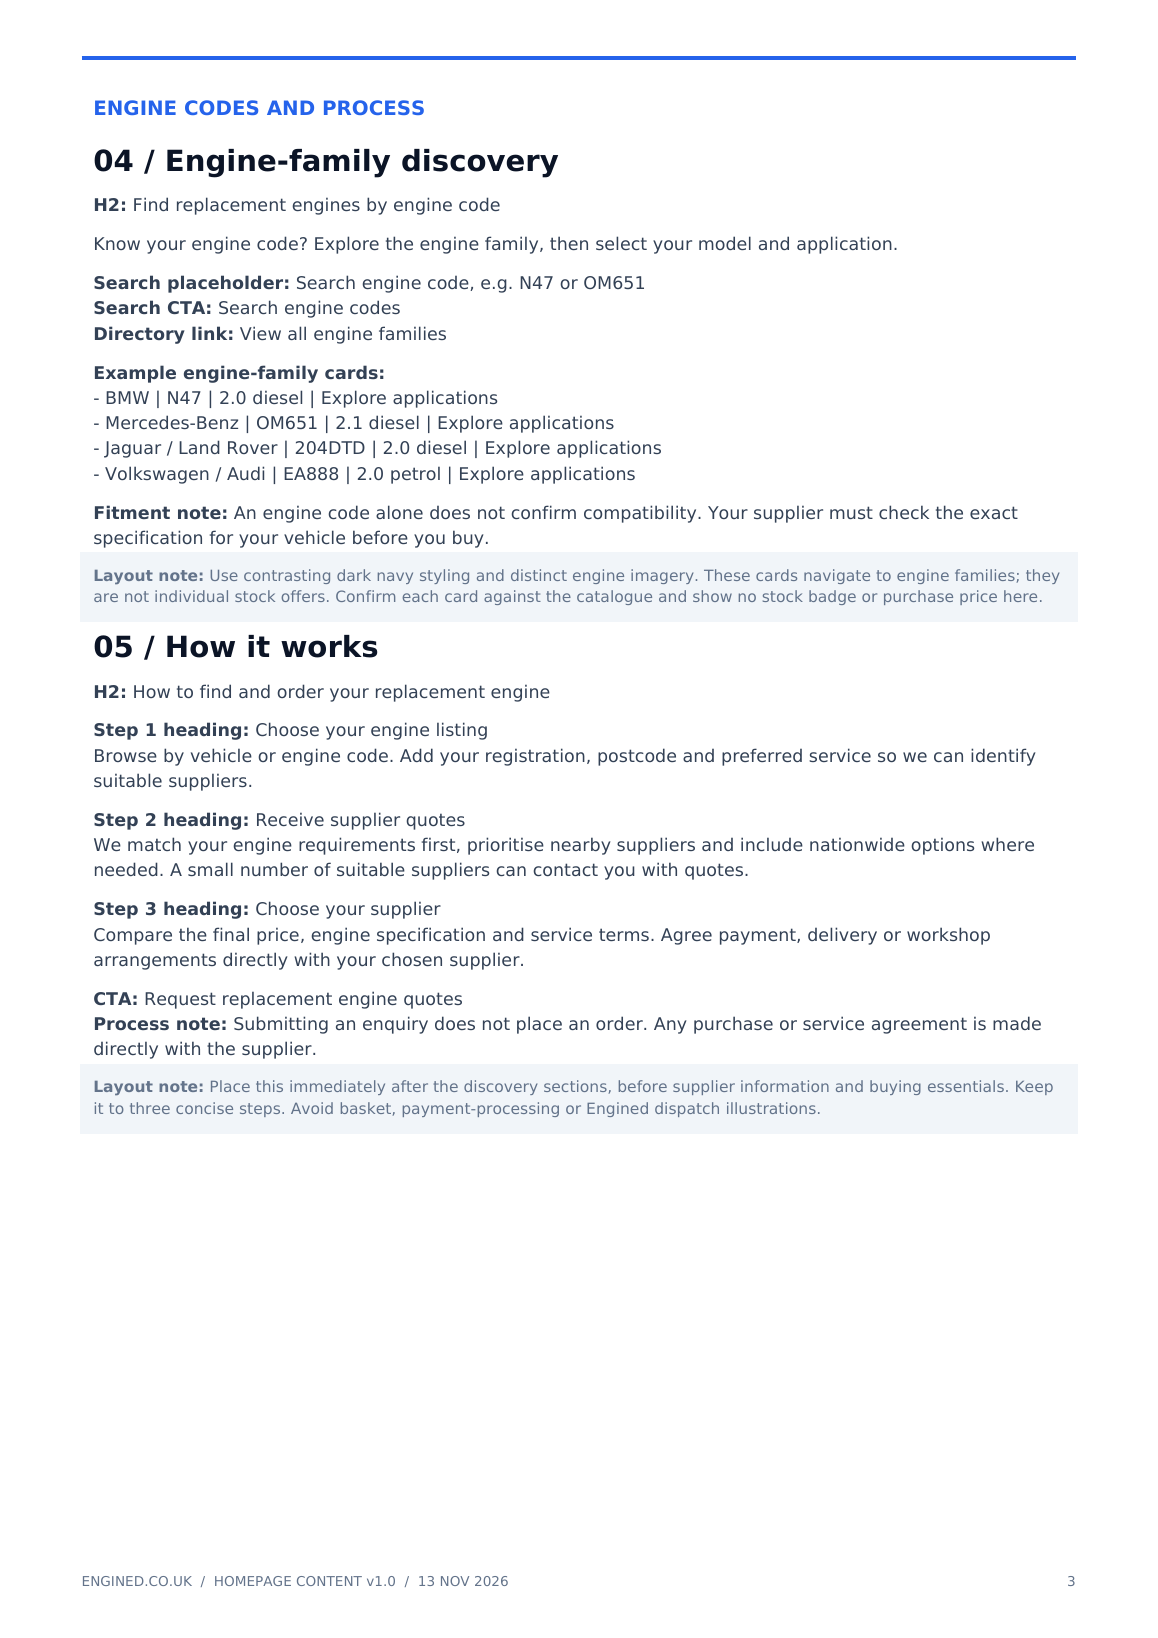 ENGINE CODES AND PROCESS
04 / Engine-family discovery
H2: Find replacement engines by engine code
Know your engine code? Explore the engine family, then select your model and application.
Search placeholder: Search engine code, e.g. N47 or OM651
Search CTA: Search engine codes
Directory link: View all engine families
Example engine-family cards:
- BMW | N47 | 2.0 diesel | Explore applications
- Mercedes-Benz | OM651 | 2.1 diesel | Explore applications
- Jaguar / Land Rover | 204DTD | 2.0 diesel | Explore applications
- Volkswagen / Audi | EA888 | 2.0 petrol | Explore applications
Fitment note: An engine code alone does not confirm compatibility. Your supplier must check the exact
specification for your vehicle before you buy.
Layout note: Use contrasting dark navy styling and distinct engine imagery. These cards navigate to engine families; they
are not individual stock offers. Confirm each card against the catalogue and show no stock badge or purchase price here.
05 / How it works
H2: How to find and order your replacement engine
Step 1 heading: Choose your engine listing
Browse by vehicle or engine code. Add your registration, postcode and preferred service so we can identify
suitable suppliers.
Step 2 heading: Receive supplier quotes
We match your engine requirements first, prioritise nearby suppliers and include nationwide options where
needed. A small number of suitable suppliers can contact you with quotes.
Step 3 heading: Choose your supplier
Compare the final price, engine specification and service terms. Agree payment, delivery or workshop
arrangements directly with your chosen supplier.
CTA: Request replacement engine quotes
Process note: Submitting an enquiry does not place an order. Any purchase or service agreement is made
directly with the supplier.
Layout note: Place this immediately after the discovery sections, before supplier information and buying essentials. Keep
it to three concise steps. Avoid basket, payment-processing or Engined dispatch illustrations.
ENGINED.CO.UK / HOMEPAGE CONTENT v1.0 / 13 NOV 2026
3